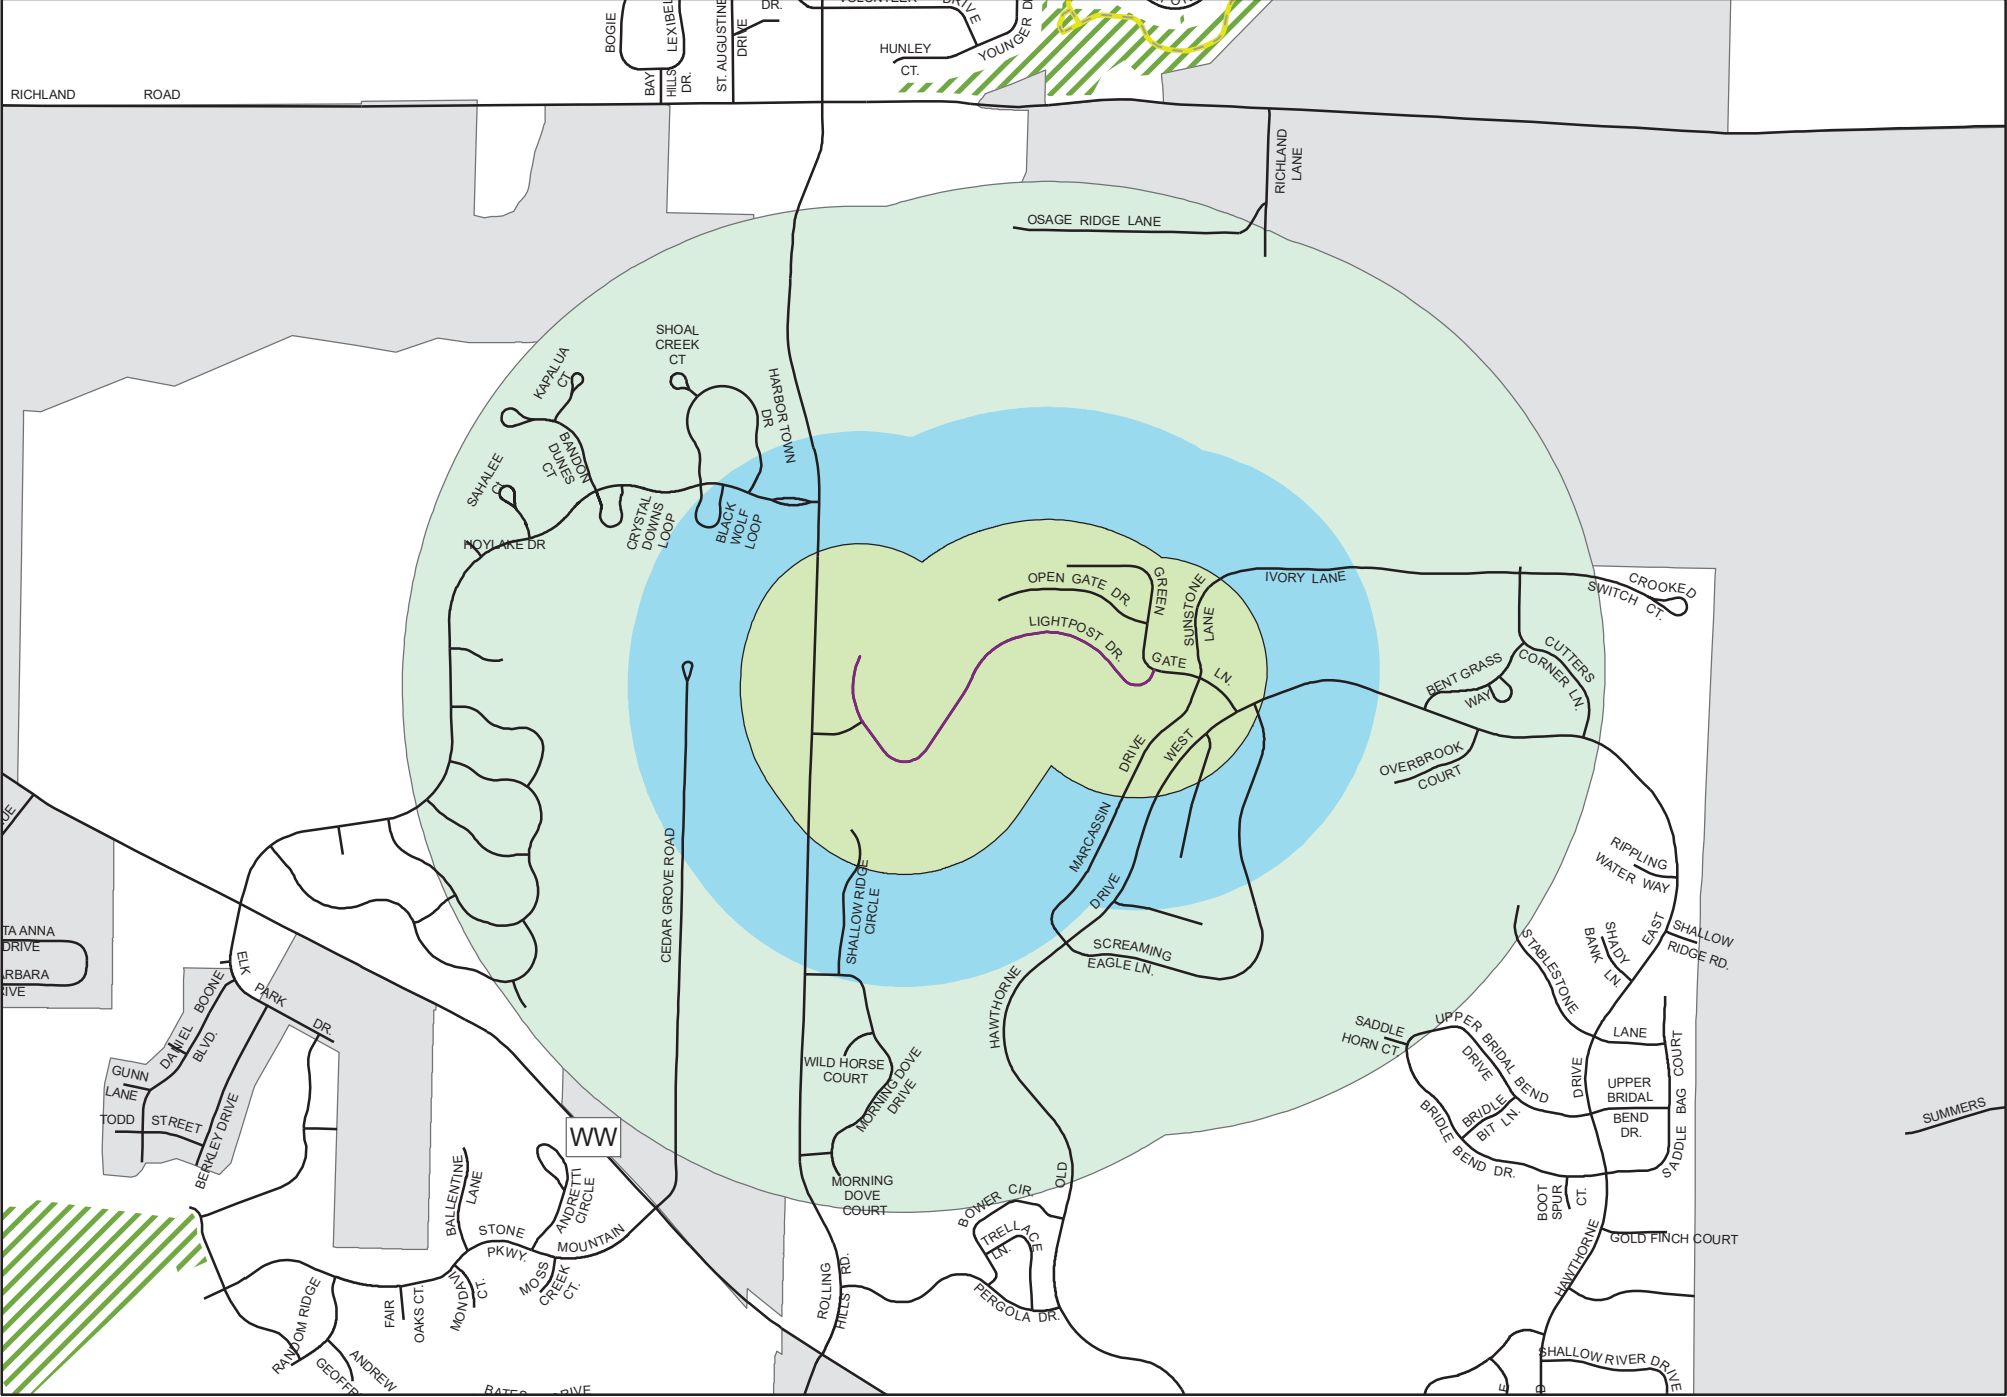 BOGIE
LEXIBEL
BAY
HILLS
DR.
ST. AUGUSTINE
DRIVE
DR.
DRIVE
HUNLEY
CT.
YOUNGER D
RICHLAND ROAD
RICHLAND
LANE
OSAGE RIDGE LANE
SHOAL
CREEK
CT
KAPALUA
CT
HARBOR TOWN
DR
BANDON
DUNES
CT
SAHALEE
CT
CRYSTAL
DOWNS
LOOP
BLACK
WOLF
LOOP
HOYLAKE DR
OPEN GATE DR.
GREEN
GATE LN.
LIGHTPOST DR.
SUNSTONE
LANE
IVORY LANE
CROOKED
SWITCH CT.
CUTTERS
CORNER LN.
BENT GRASS
WAY
OVERBROOK
COURT
MARCASSIN DRIVE
WEST
DRIVE
HAWTHORNE
OLD
SCREAMING
EAGLE LN.
CEDAR GROVE ROAD
SHALLOW RIDGE
CIRCLE
RIPPLING
WATER WAY
EAST
SHALLOW
RIDGE RD.
SHADY
BANK LN.
STABLESTONE
LANE
TA ANNA
DRIVE
RBARA
IVE
UE
ELK
PARK
DR.
DANIEL BOONE
BLVD.
GUNN
LANE
TODD STREET
BERKLEY DRIVE
WW
WILD HORSE
COURT
MORNING DOVE
DRIVE
MORNING
DOVE
COURT
SADDLE
HORN CT.
UPPER BRIDAL BEND
DRIVE
BRIDLE
BIT LN.
BRIDLE BEND DR.
DRIVE
UPPER
BRIDAL
BEND
DR.
SADDLE BAG COURT
SUMMERS
BOOT
SPUR
CT.
HAWTHORNE
GOLD FINCH COURT
BALLENTINE
LANE
ANDRETTI
CIRCLE
STONE
MOUNTAIN
PKWY.
MOSS
CREEK
CT.
MONDAVI
CT.
FAIR
OAKS CT.
RANDOM RIDGE
GEOFFR
ANDREW
BOWER CIR.
TRELLACE
LN.
PERGOLA DR.
ROLLING
HILLS RD.
SHALLOW RIVER DRIVE
E
D